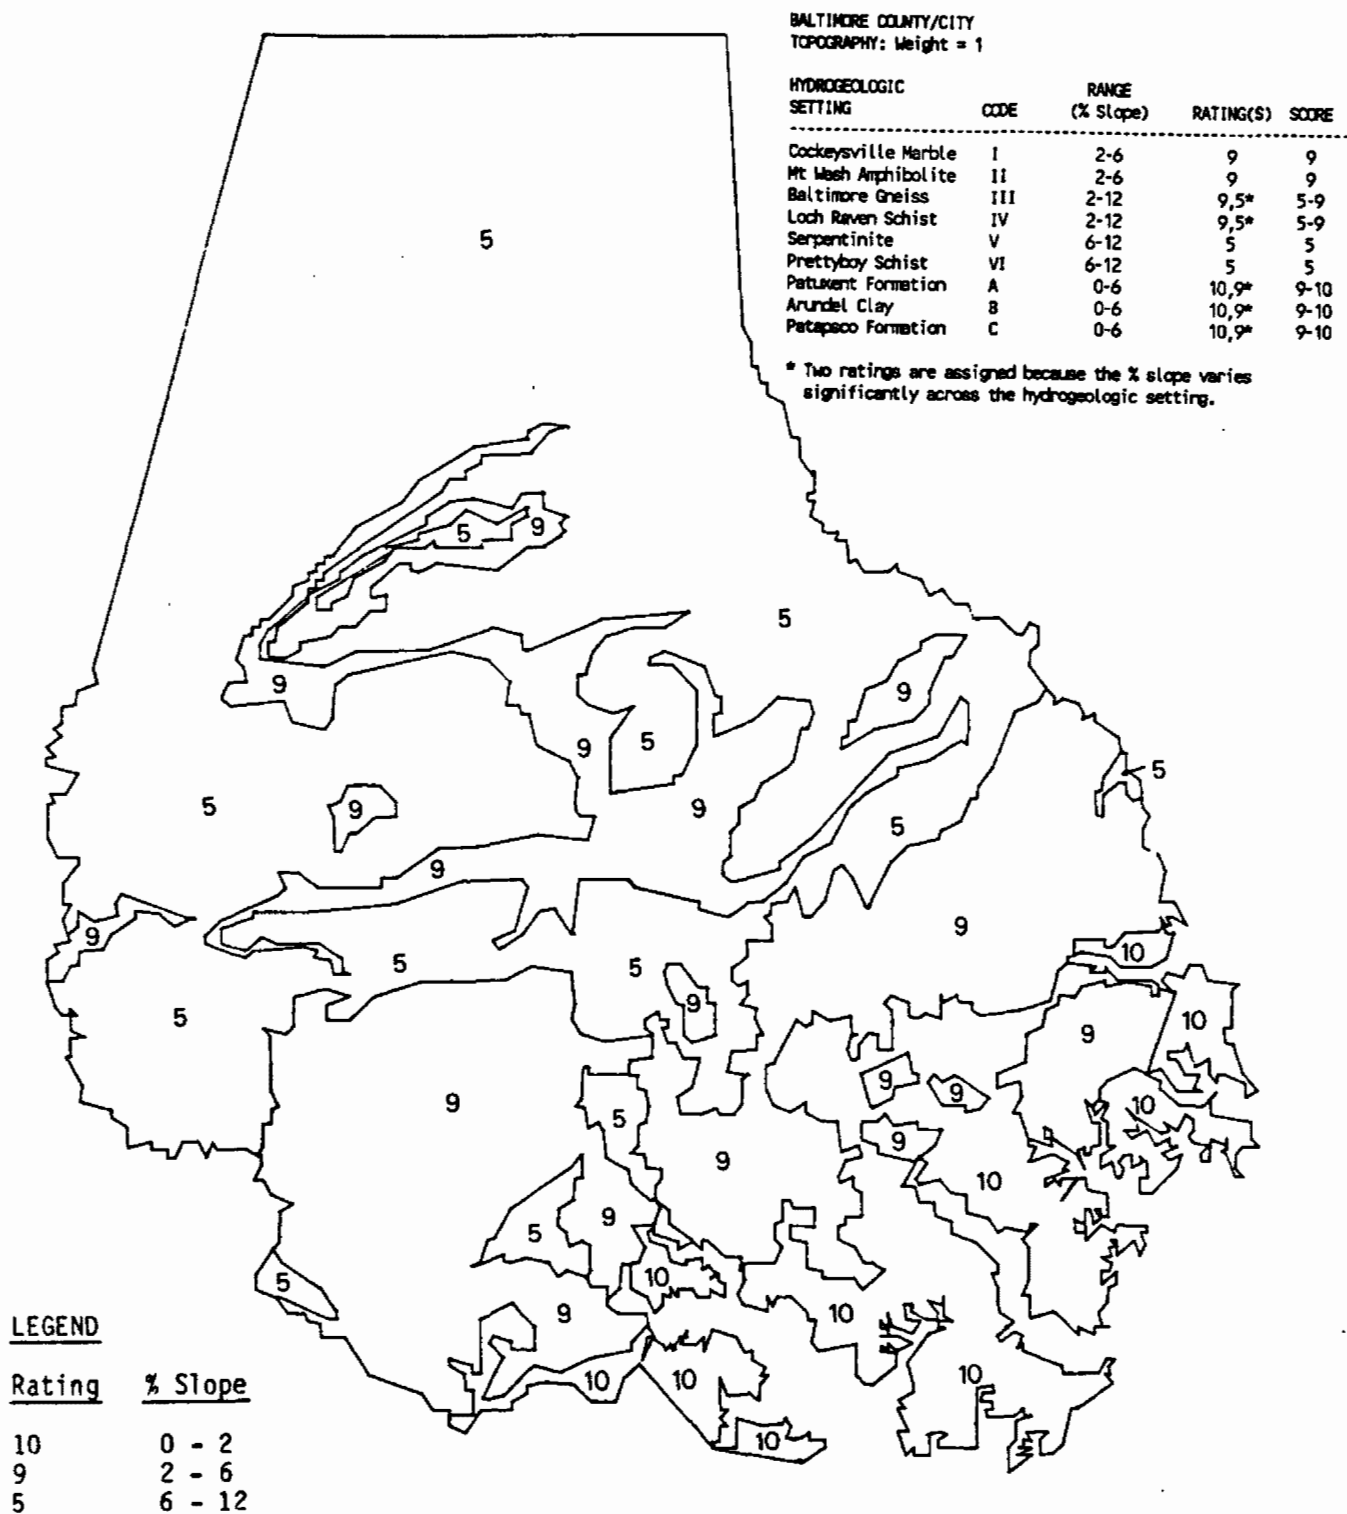 BALTIMORE COUNTY/CITY
TOPOGRAPHY: Weight = 1
HYDROGEOLOGIC SETTING CODE RANGE (% Slope) RATING(S) SCORE
Cockeysville Marble I 2-6 9 9
Mt Wash Amphibolite II 2-6 9 9
Baltimore Gneiss III 2-12 9,5* 5-9
Loch Raven Schist IV 2-12 9,5* 5-9
Serpentinite V 6-12 5 5
Prettyboy Schist VI 6-12 5 5
Patuxent Formation A 0-6 10,9* 9-10
Arundel Clay B 0-6 10,9* 9-10
Patapsco Formation C 0-6 10,9* 9-10
* Two ratings are assigned because the % slope varies
significantly across the hydrogeologic setting.
5
5 9
5
9
9
9
5
5
5
9
9
5
9
9
9
5
5
10
9
5
9
10
9
9
9
10
5
9
9
10
9
5
10
5
9
10
10
10
10
10
LEGEND
Rating % Slope
10 0 - 2
9 2 - 6
5 6 - 12